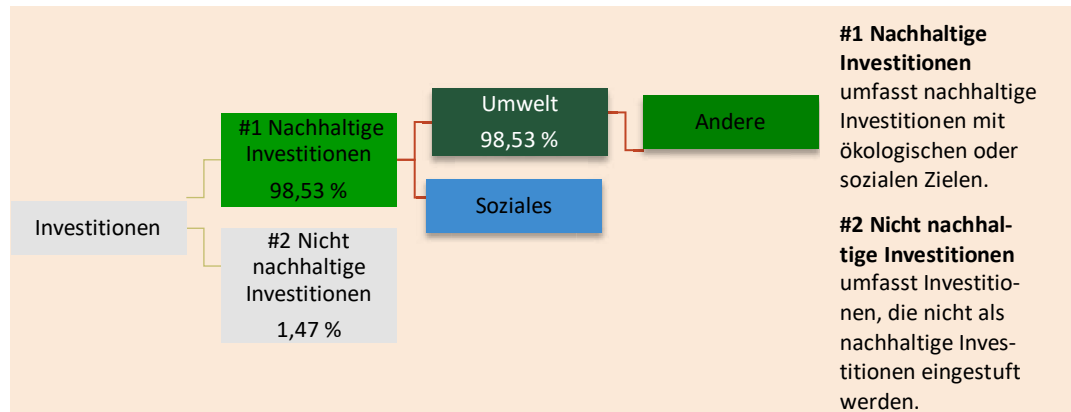 Investitionen
#1 Nachhaltige
Investitionen
98,53 %
#2 Nicht
nachhaltige
Investitionen
1,47 %
Umwelt
98,53 %
Soziales
Andere
#1 Nachhaltige
Investitionen
umfasst nachhaltige
Investitionen mit
ökologischen oder
sozialen Zielen.
#2 Nicht nachhal-
tige Investitionen
umfasst Investitio-
nen, die nicht als
nachhaltige Inves-
titionen eingestuft
werden.